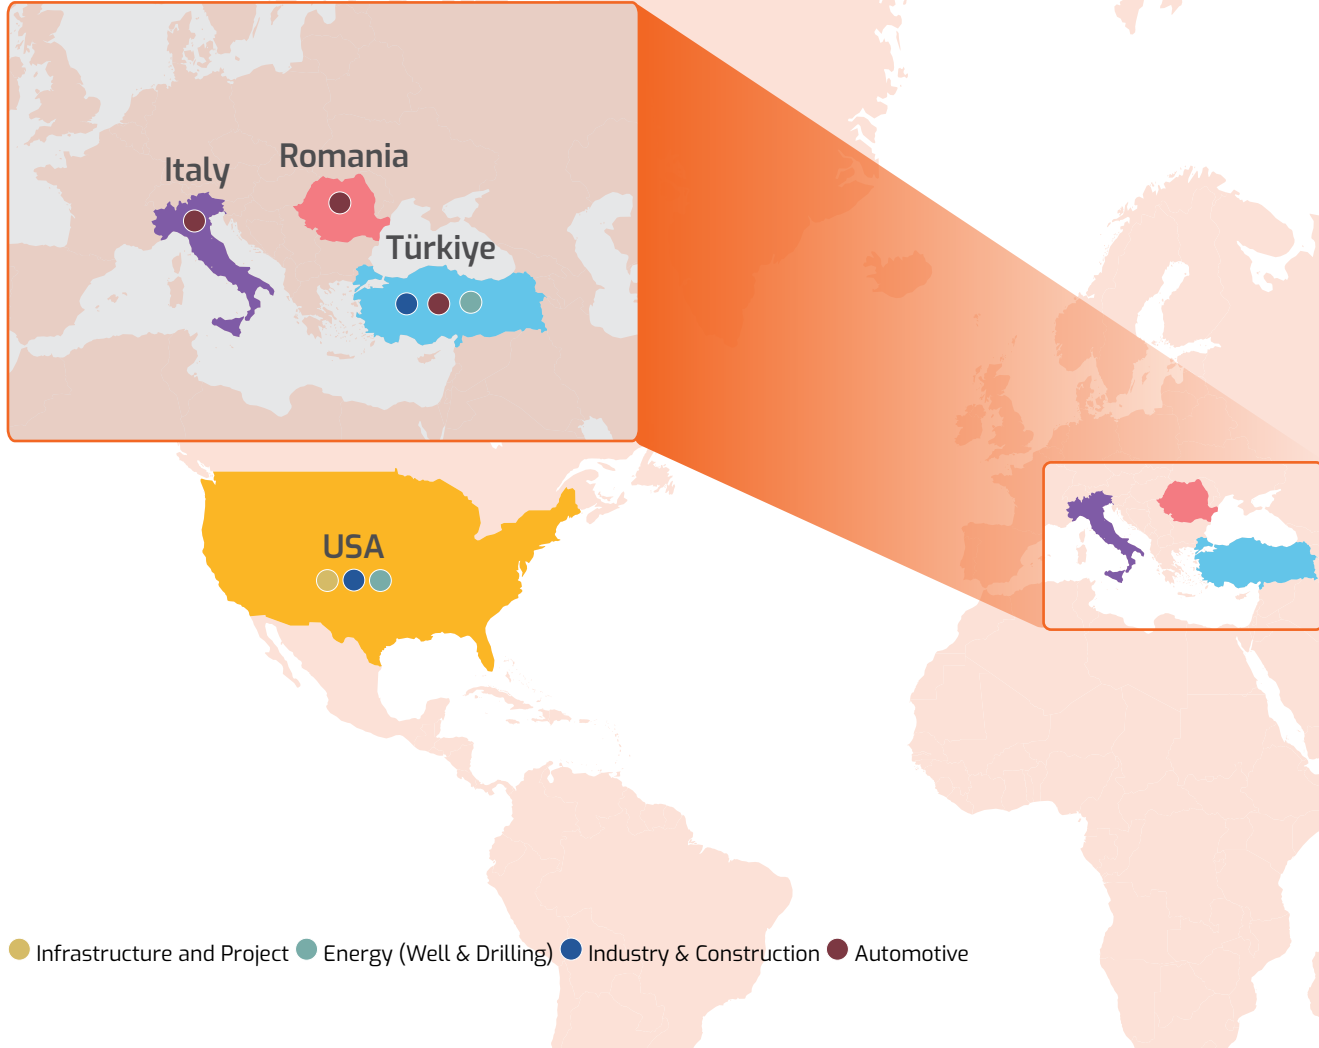 Italy
Romania
Türkiye
USA
Infrastructure and Project Energy (Well & Drilling) Industry & Construction Automotive